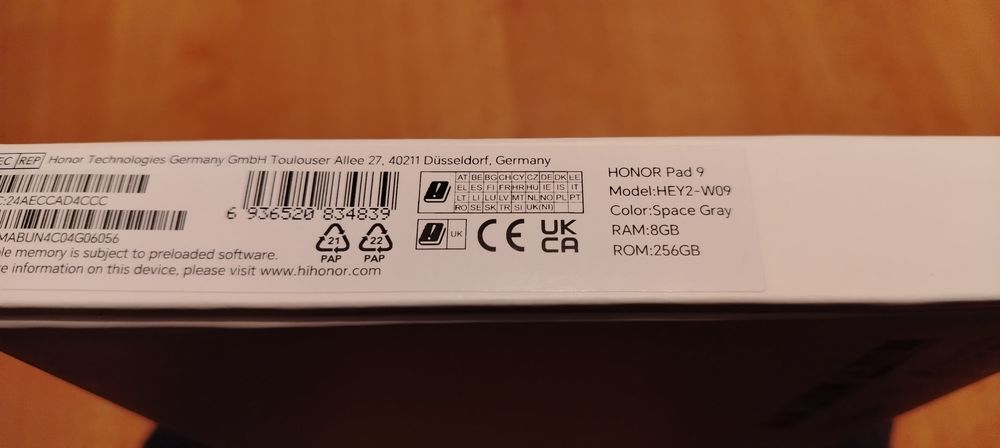 EC REP Honor Technologies Germany GmbH Toulouser Allee 27, 40211 Düsseldorf, Germany
C:24AECCAD4CCC
MABUN4C04G06056
le memory is subject to preloaded software.
re information on this device, please visit www.hihonor.com
6 936520 834839
21 PAP
22 PAP
AT BE BG CH CY CZ DE DK EE
EL ES FI FR HR HU IE IS IT
LT LI LU LV MT NL NO PL PT
RO SE SK TR SI UK(NI)
UK
CE
UK
CA
HONOR Pad 9
Model:HEY2-W09
Color:Space Gray
RAM:8GB
ROM:256GB